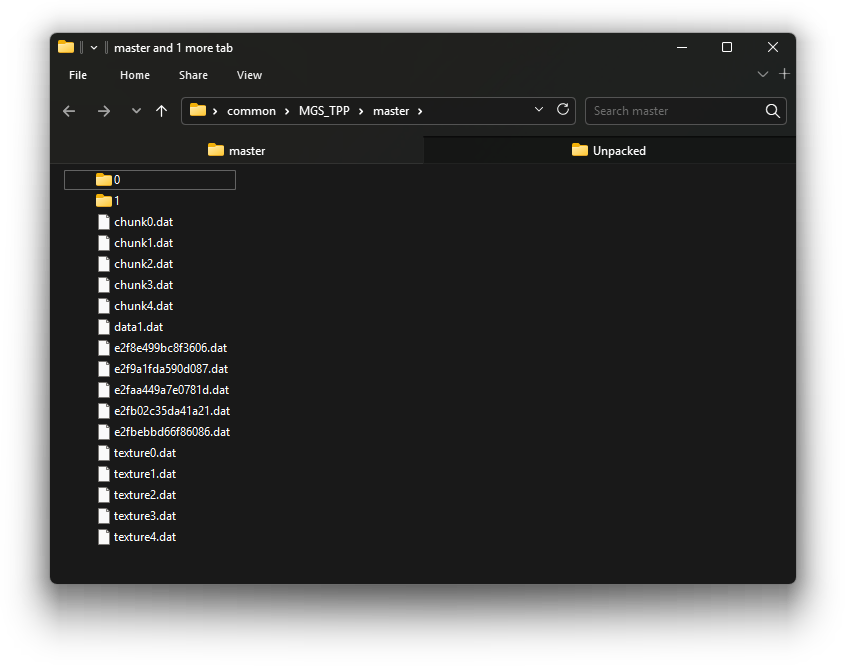 master and 1 more tab
File Home Share View
common MGS_TPP master Search master
master Unpacked
0
1
chunk0.dat
chunk1.dat
chunk2.dat
chunk3.dat
chunk4.dat
data1.dat
e2f8e499bc8f3606.dat
e2f9a1fda590d087.dat
e2faa449a7e0781d.dat
e2fb02c35da41a21.dat
e2fbebbd66f86086.dat
texture0.dat
texture1.dat
texture2.dat
texture3.dat
texture4.dat